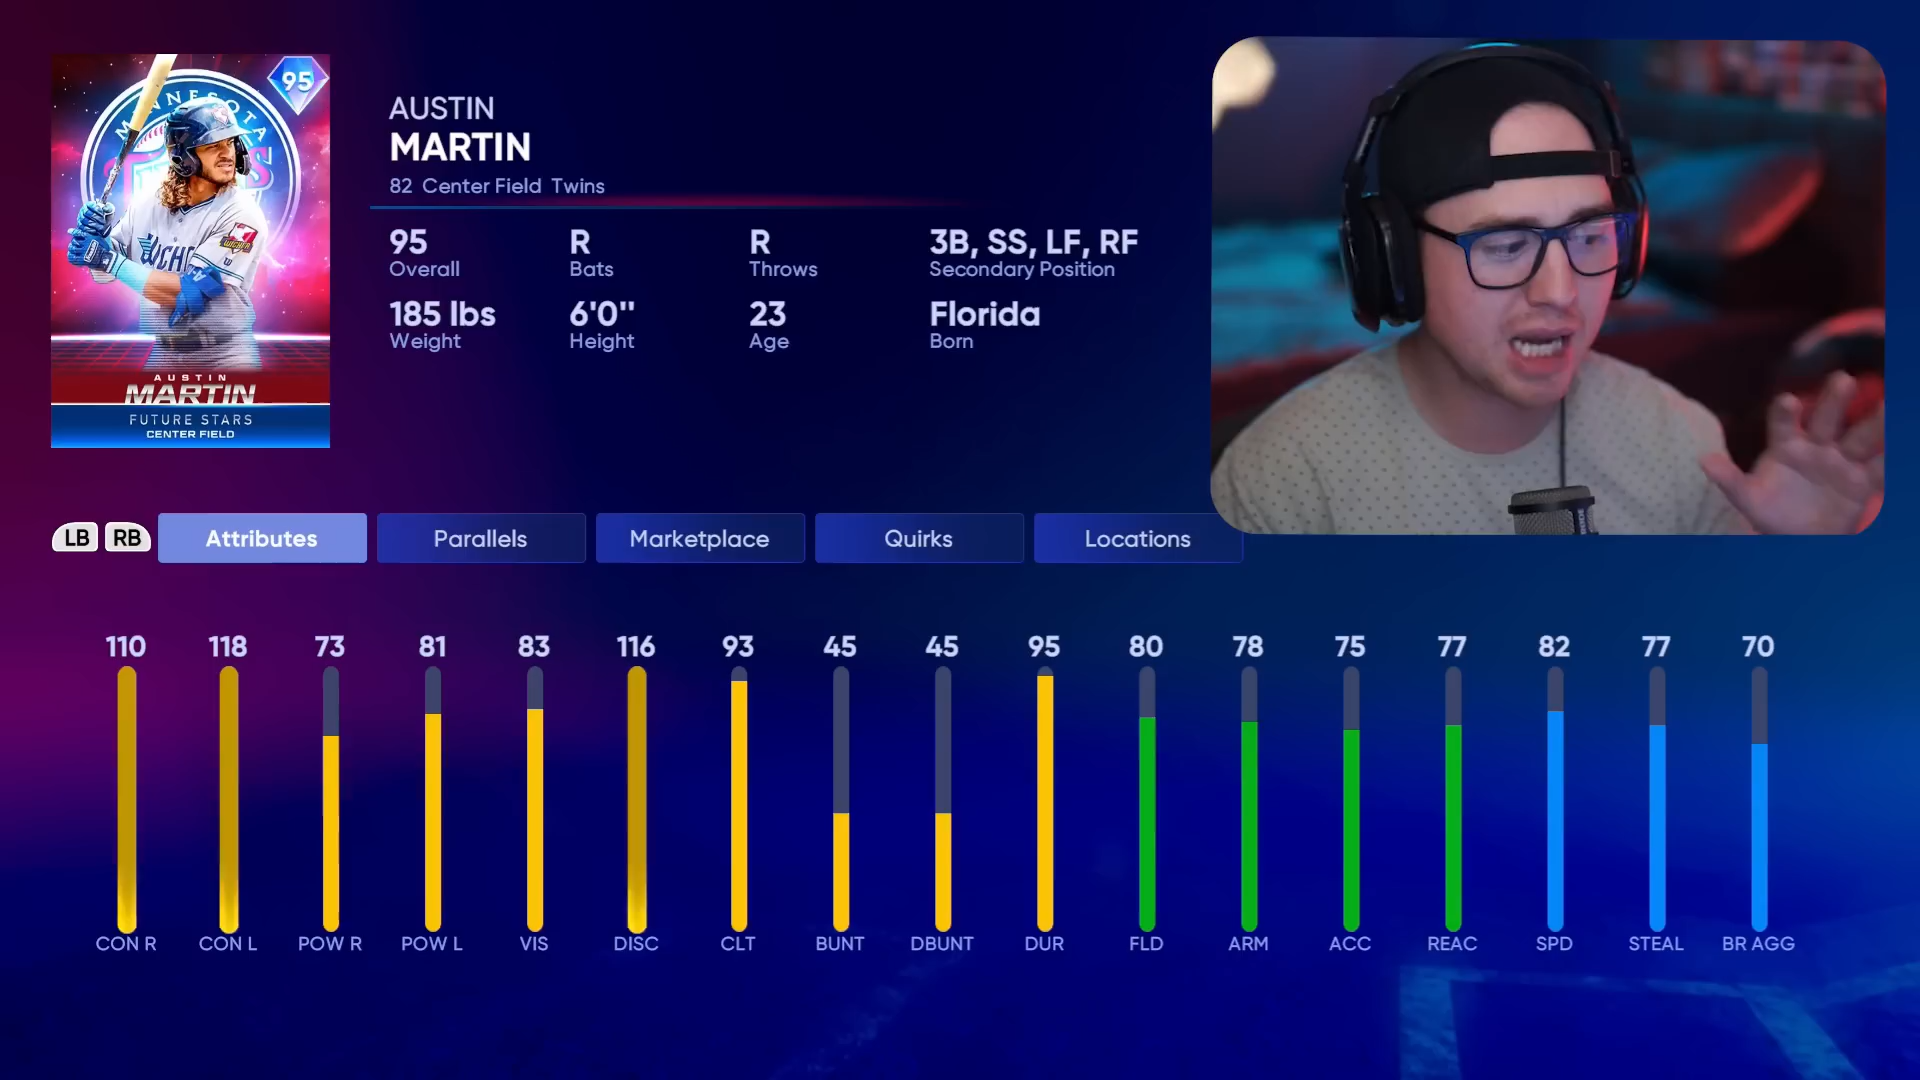 95
MINNESOTA
AUSTIN
MARTIN
FUTURE STARS
CENTER FIELD
AUSTIN
MARTIN
82 Center Field Twins
95 R R 3B, SS, LF, RF
Overall Bats Throws Secondary Position
185 lbs 6'0" 23 Florida
Weight Height Age Born
LB RB Attributes Parallels Marketplace Quirks Locations
110 118 73 81 83 116 93 45 45 95 80 78 75 77 82 77 70
CON R CON L POW R POW L VIS DISC CLT BUNT DBUNT DUR FLD ARM ACC REAC SPD STEAL BR AGG